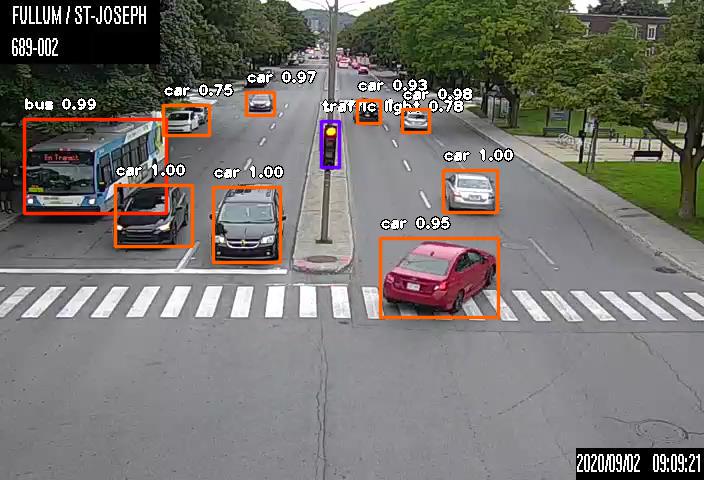 FULLUM / ST-JOSEPH
689-002
car 0.97
car 0.75
car 0.93
car 0.98
bus 0.99
traffic light 0.78
En Transit
car 1.00
car 1.00
car 1.00
car 0.95
2020/09/02 09:09:21